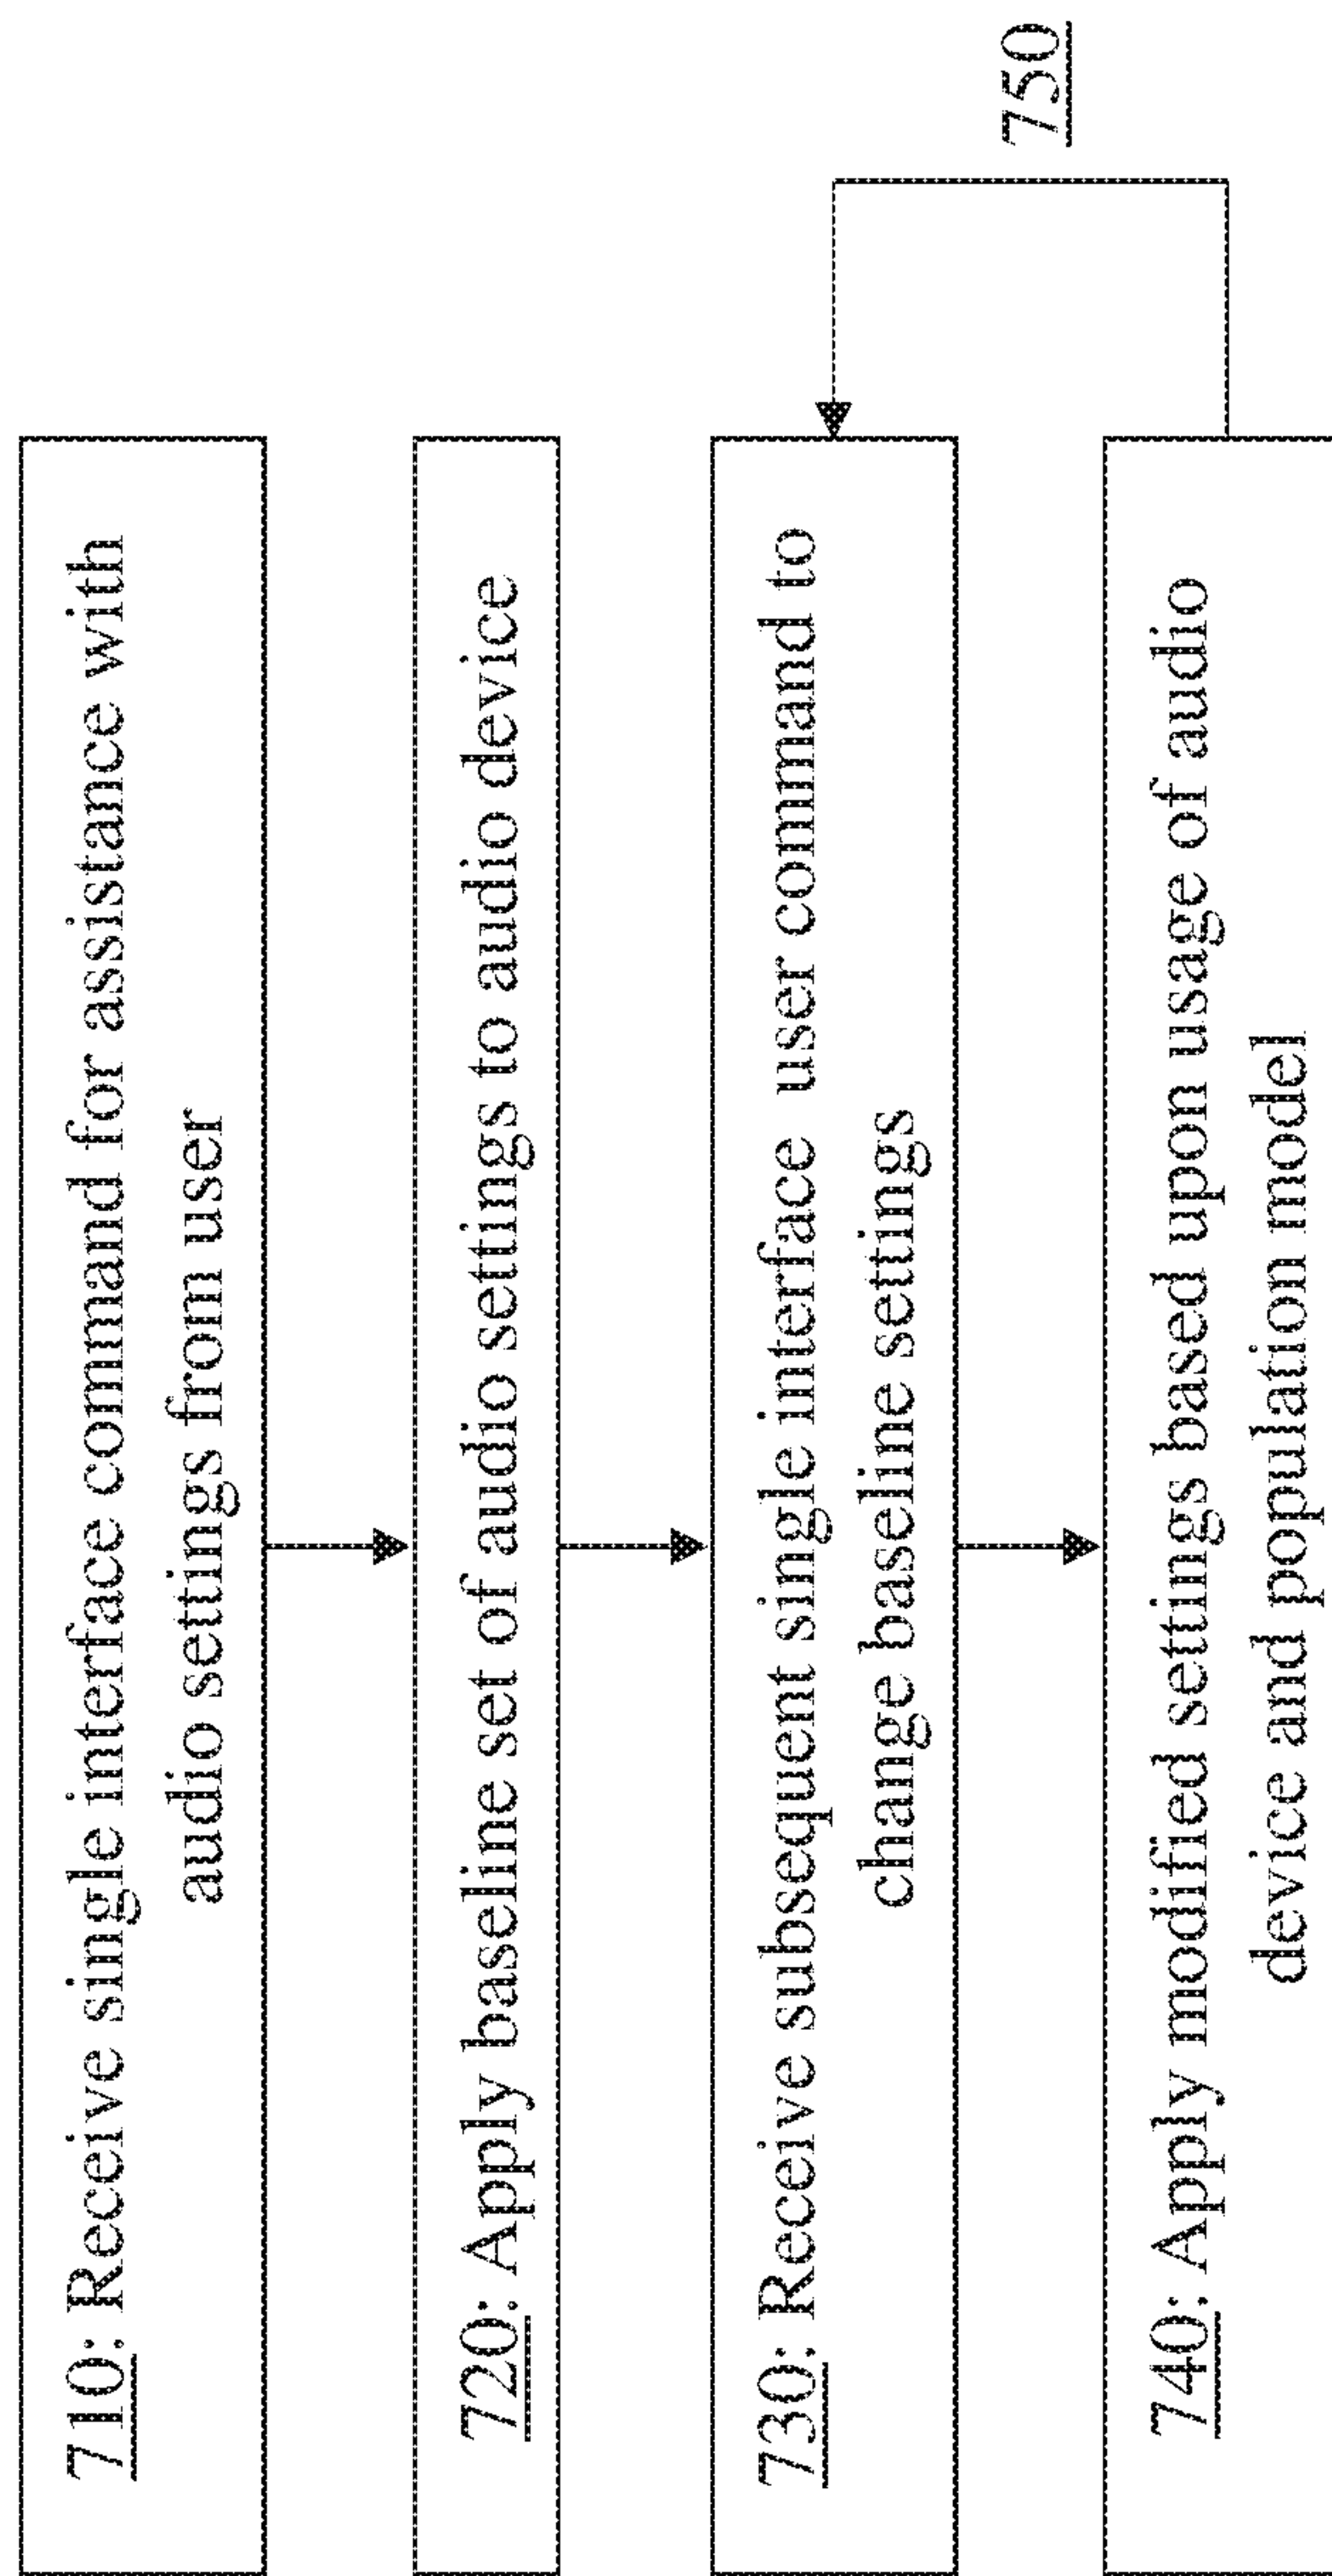 710: Receive single interface command for assistance with
audio settings from user
720: Apply baseline set of audio settings to audio device
730: Receive subsequent single interface user command to
change baseline settings
740: Apply modified settings based upon usage of audio
device and population model
750